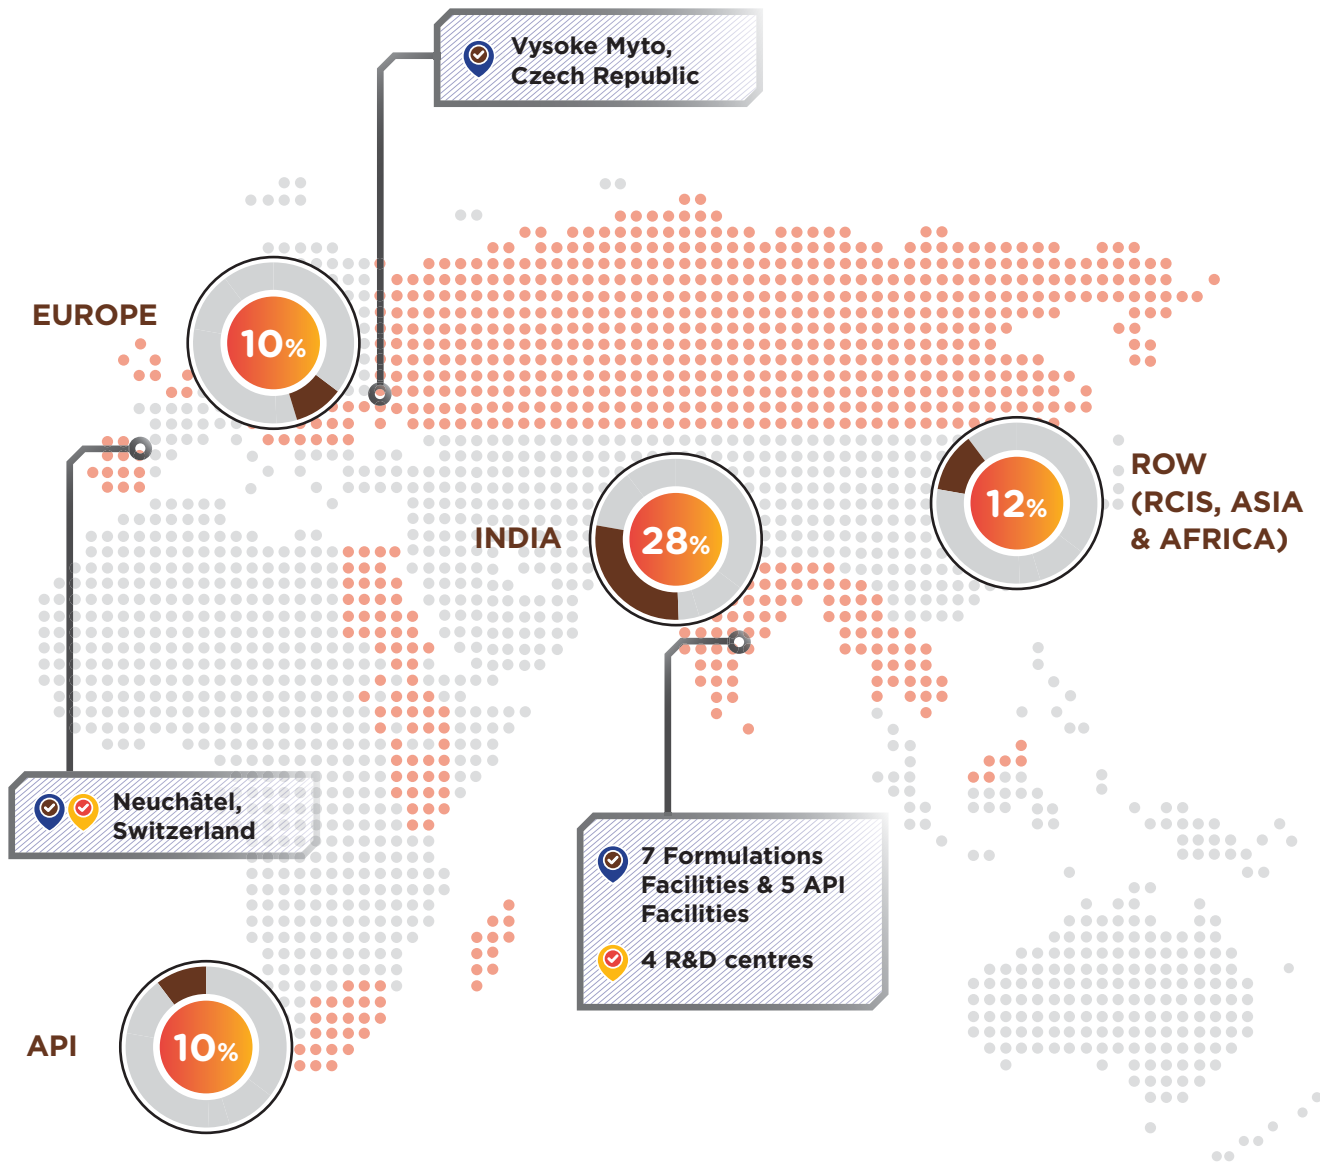 Vysoke Myto,
Czech Republic
EUROPE
10%
INDIA
28%
12%
ROW
(RCIS, ASIA
& AFRICA)
Neuchâtel,
Switzerland
7 Formulations
Facilities & 5 API
Facilities
4 R&D centres
API
10%